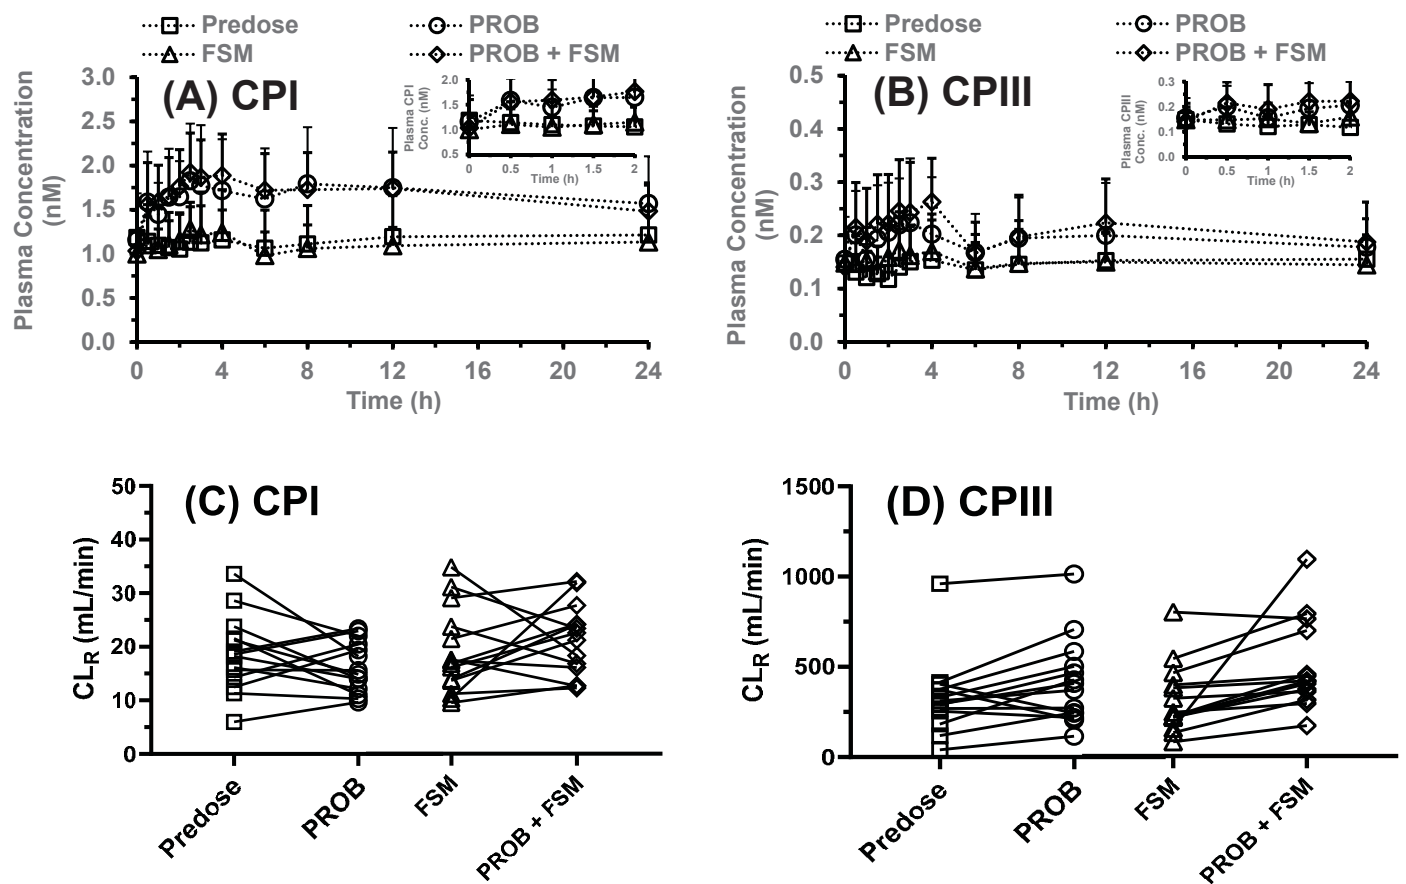 Predose PROB
FSM PROB + FSM
(A) CPI
Plasma Concentration
(nM)
3.0
2.5
2.0
1.5
1.0
0.5
0.0
0 4 8 12 16 20 24
Time (h)
Plasma CPI
Conc. (nM)
2.0
1.5
1.0
0.5
0 0.5 1 1.5 2
Time (h)
Predose PROB
FSM PROB + FSM
(B) CPIII
Plasma Concentration
(nM)
0.5
0.4
0.3
0.2
0.1
0.0
0 4 8 12 16 20 24
Time (h)
Plasma CPIII
Conc. (nM)
0.3
0.2
0.1
0.0
0 0.5 1 1.5 2
Time (h)
(C) CPI
CLR (mL/min)
50
40
30
20
10
0
Predose
PROB
FSM
PROB + FSM
(D) CPIII
CLR (mL/min)
1500
1000
500
0
Predose
PROB
FSM
PROB + FSM